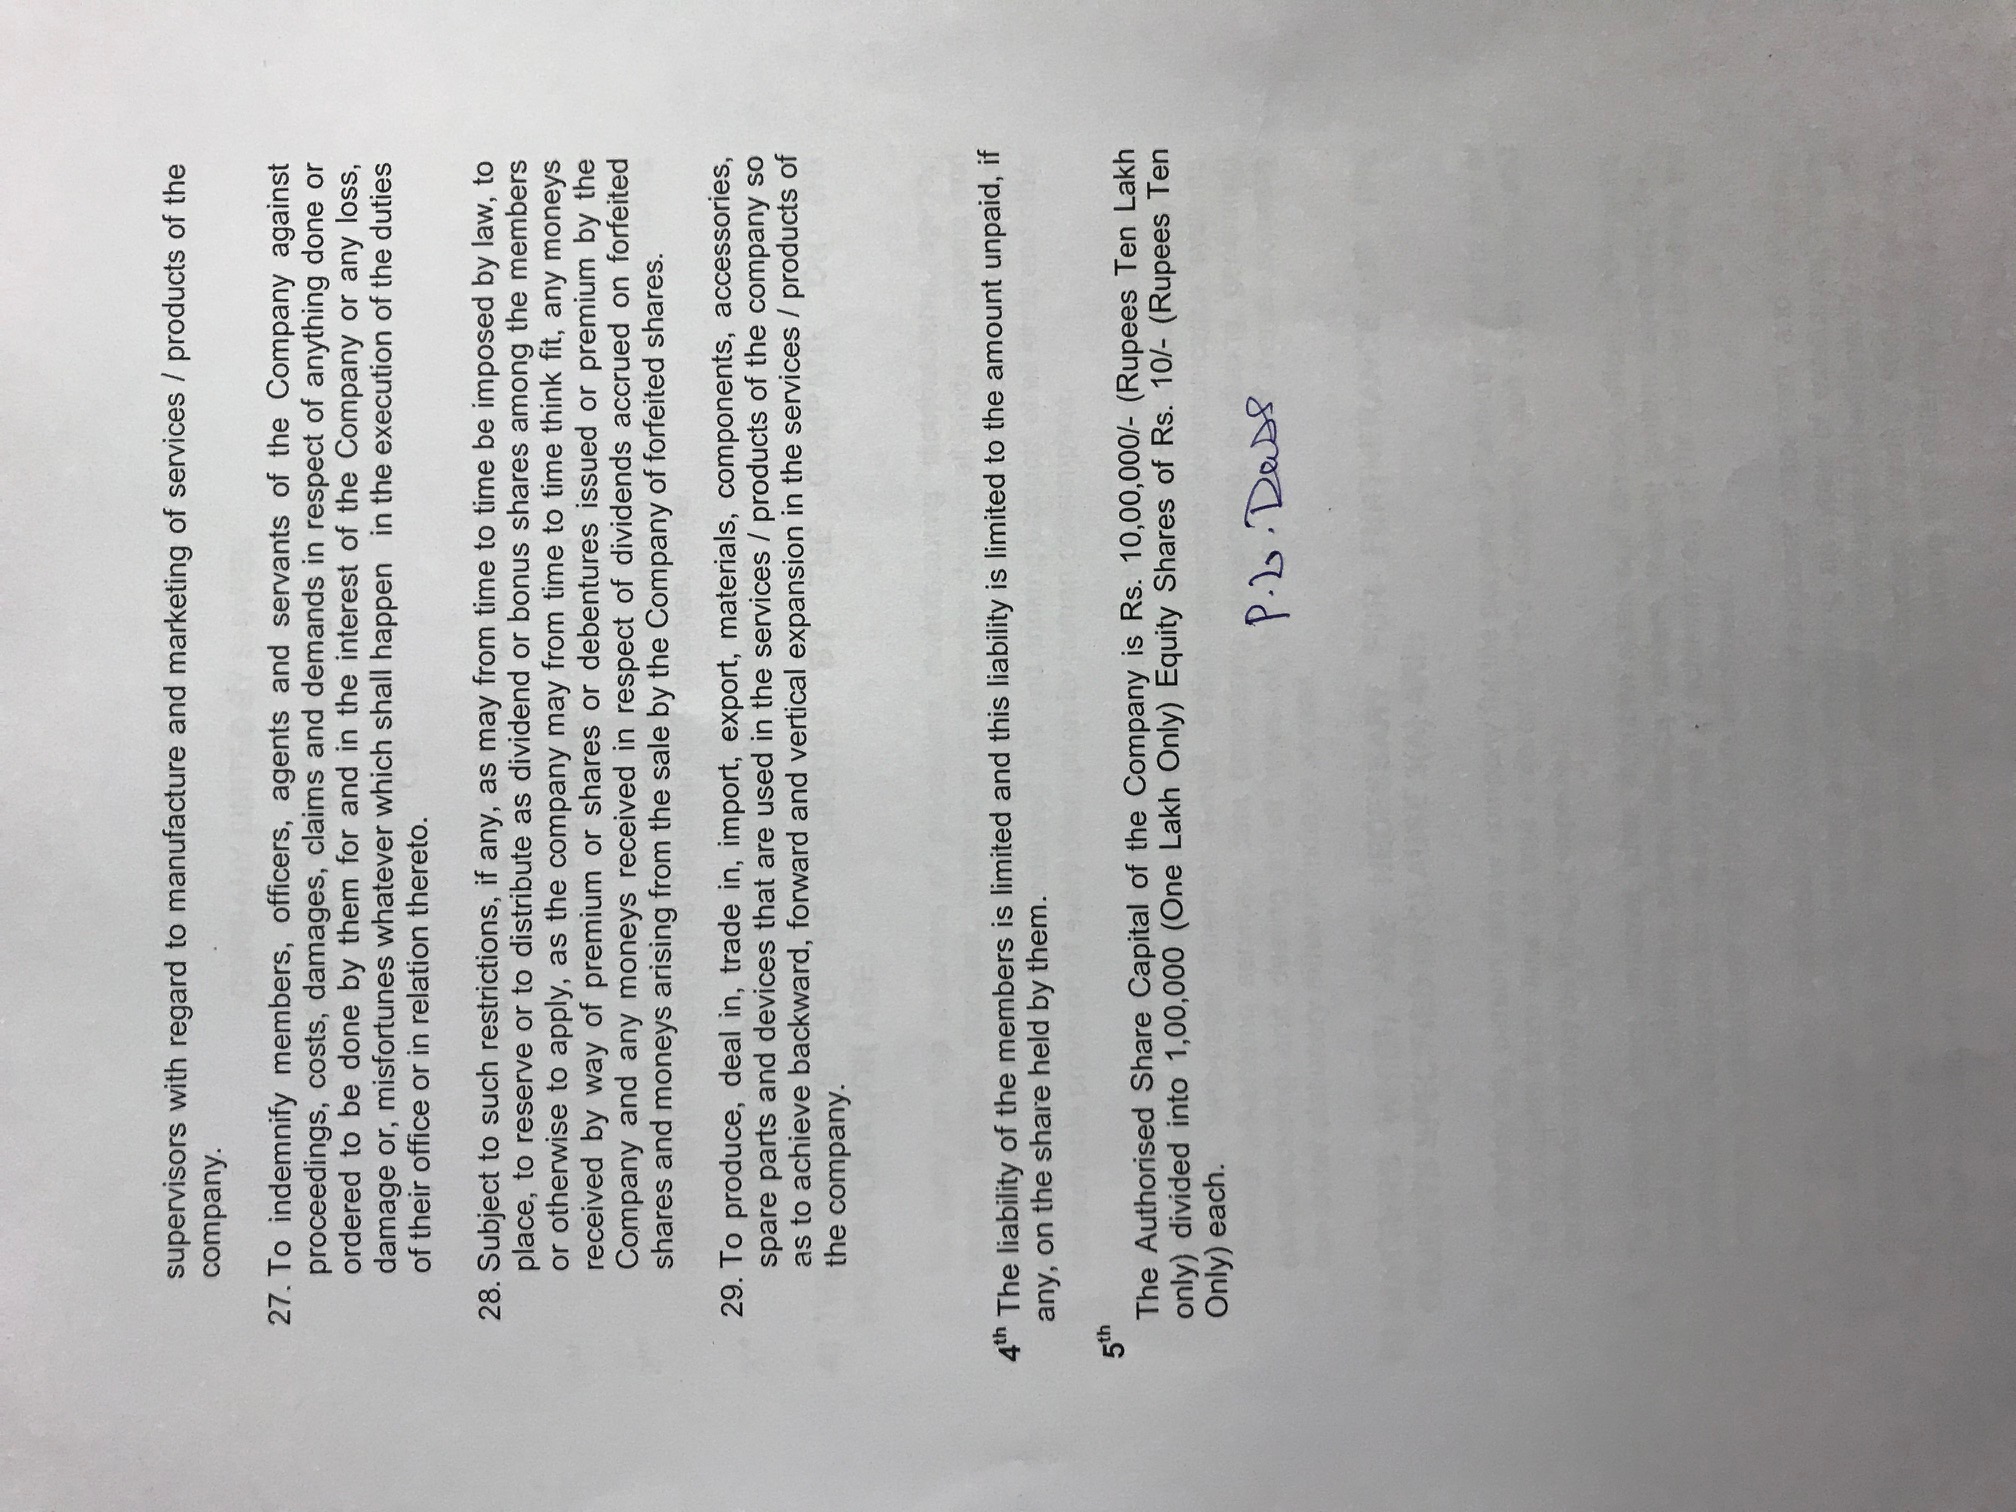 supervisors with regard to manufacture and marketing of services / products of the
company.
27. To indemnify members, officers, agents and servants of the Company against
proceedings, costs, damages, claims and demands in respect of anything done or
ordered to be done by them for and in the interest of the Company or any loss,
damage or, misfortunes whatever which shall happen in the execution of the duties
of their office or in relation thereto.
28. Subject to such restrictions, if any, as may from time to time be imposed by law, to
place, to reserve or to distribute as dividend or bonus shares among the members
or otherwise to apply, as the company may from time to time think fit, any moneys
received by way of premium or shares or debentures issued or premium by the
Company and any moneys received in respect of dividends accrued on forfeited
shares and moneys arising from the sale by the Company of forfeited shares.
29. To produce, deal in, trade in, import, export, materials, components, accessories,
spare parts and devices that are used in the services / products of the company so
as to achieve backward, forward and vertical expansion in the services / products of
the company.
4th The liability of the members is limited and this liability is limited to the amount unpaid, if
any, on the share held by them.
5th
The Authorised Share Capital of the Company is Rs. 10,00,000/- (Rupees Ten Lakh
only) divided into 1,00,000 (One Lakh Only) Equity Shares of Rs. 10/- (Rupees Ten
Only) each.